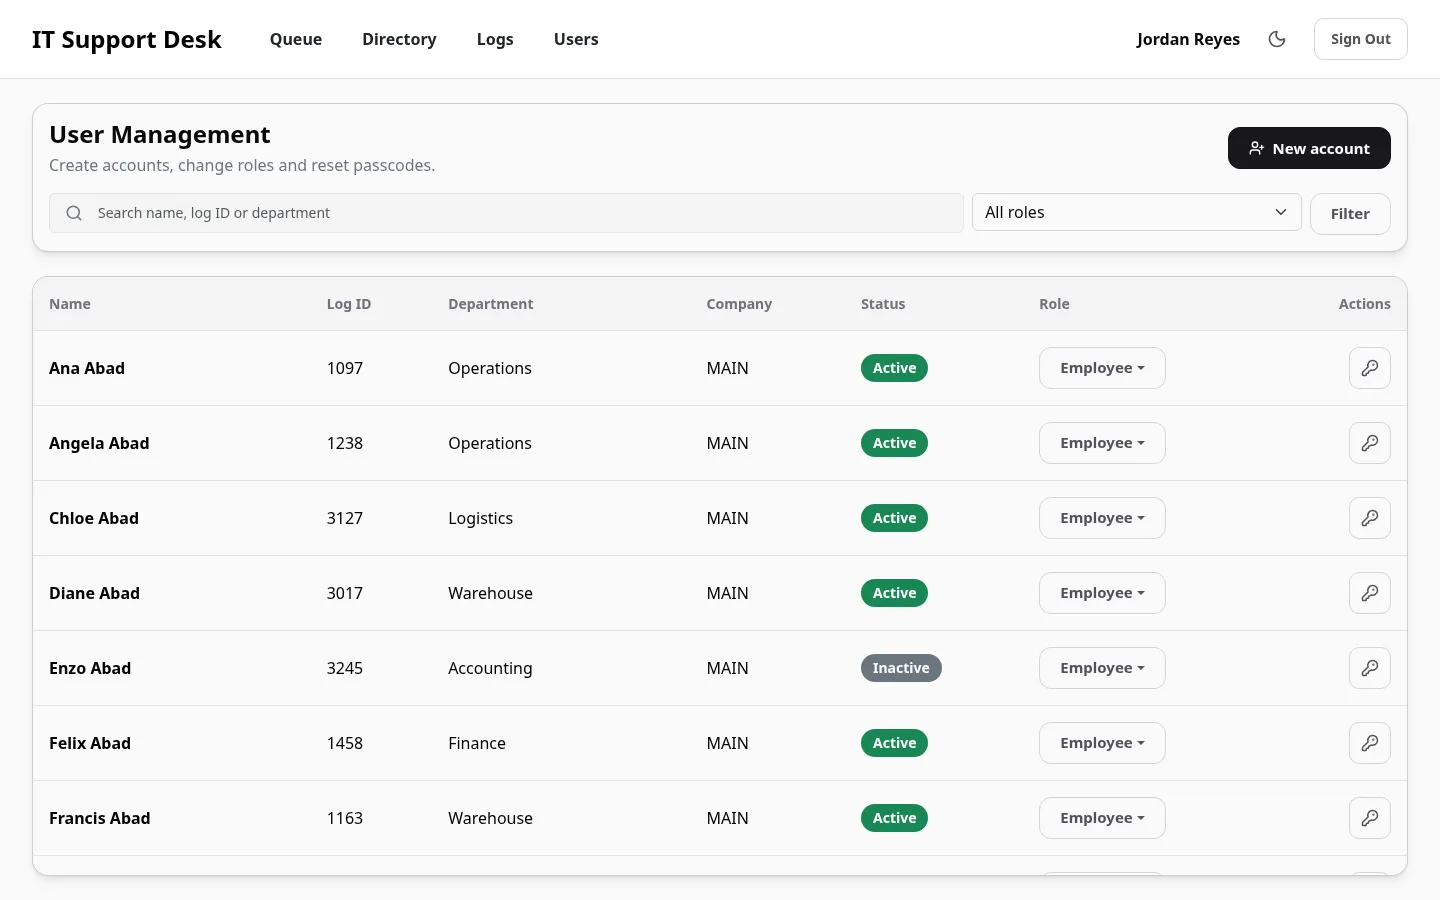 IT Support Desk Queue Directory Logs Users Jordan Reyes Sign Out
User Management
Create accounts, change roles and reset passcodes.
New account
Search name, log ID or department All roles Filter
Name Log ID Department Company Status Role Actions
Ana Abad 1097 Operations MAIN Active Employee
Angela Abad 1238 Operations MAIN Active Employee
Chloe Abad 3127 Logistics MAIN Active Employee
Diane Abad 3017 Warehouse MAIN Active Employee
Enzo Abad 3245 Accounting MAIN Inactive Employee
Felix Abad 1458 Finance MAIN Active Employee
Francis Abad 1163 Warehouse MAIN Active Employee